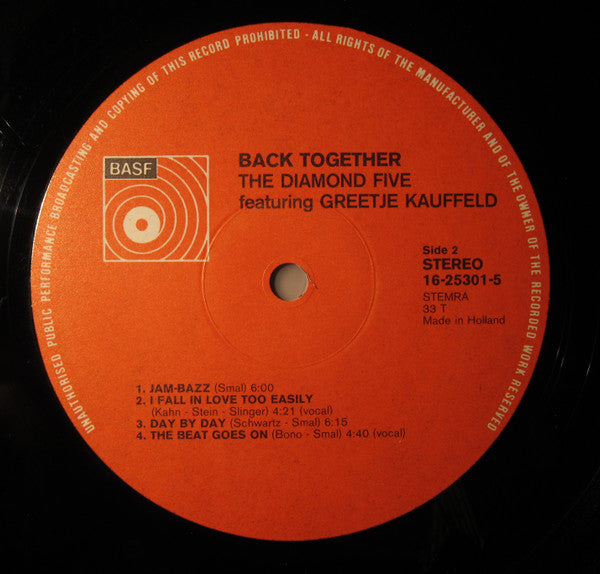 UNAUTHORISED PUBLIC PERFORMANCE BROADCASTING AND COPYING OF THIS RECORD PROHIBITED - ALL RIGHTS OF THE MANUFACTURER AND OF THE OWNER OF THE RECORDED WORK RESERVED
BASF
BACK TOGETHER
THE DIAMOND FIVE
featuring GREETJE KAUFFELD
Side 2
STEREO
16-25301-5
STEMRA
33 T
Made in Holland
1. JAM-BAZZ (Smal) 6:00
2. I FALL IN LOVE TOO EASILY
(Kahn - Stein - Slinger) 4:21 (vocal)
3. DAY BY DAY (Schwartz - Smal) 6:15
4. THE BEAT GOES ON (Bono - Smal) 4:40 (vocal)